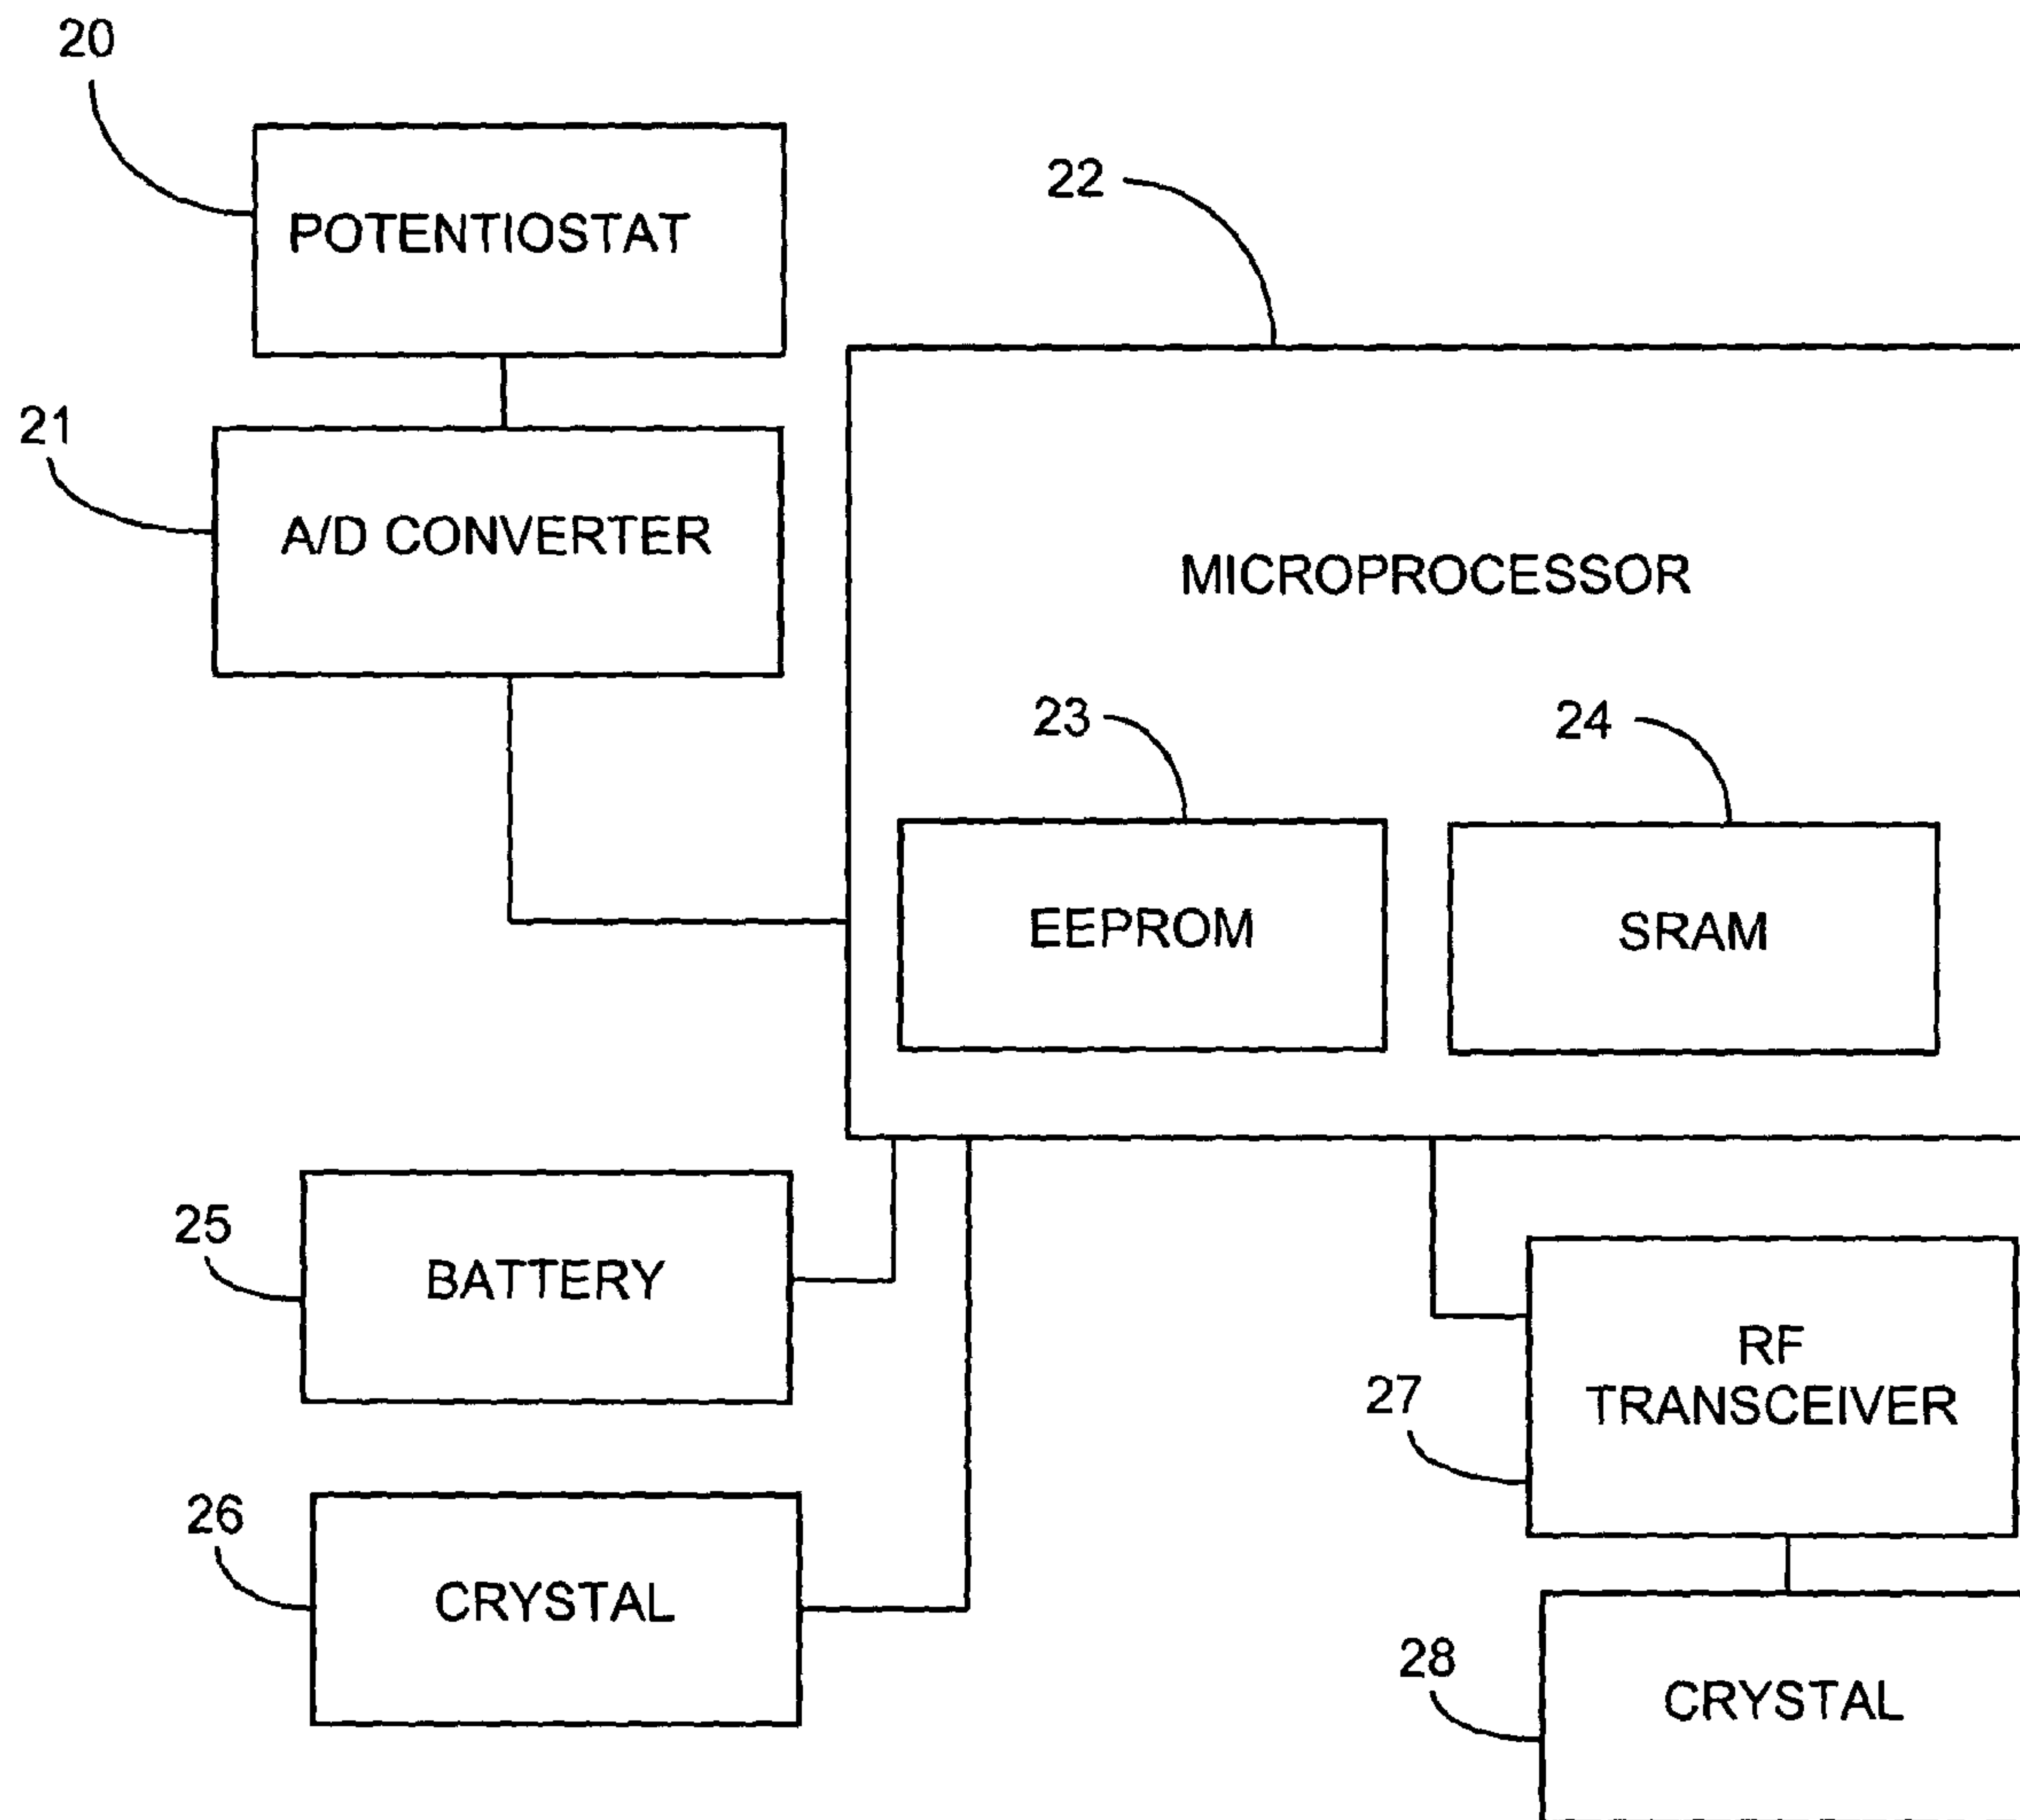 20
POTENTIOSTAT
22
21
A/D CONVERTER
MICROPROCESSOR
23
24
EEPROM
SRAM
25
BATTERY
RF
TRANSCEIVER
27
26
CRYSTAL
28
CRYSTAL